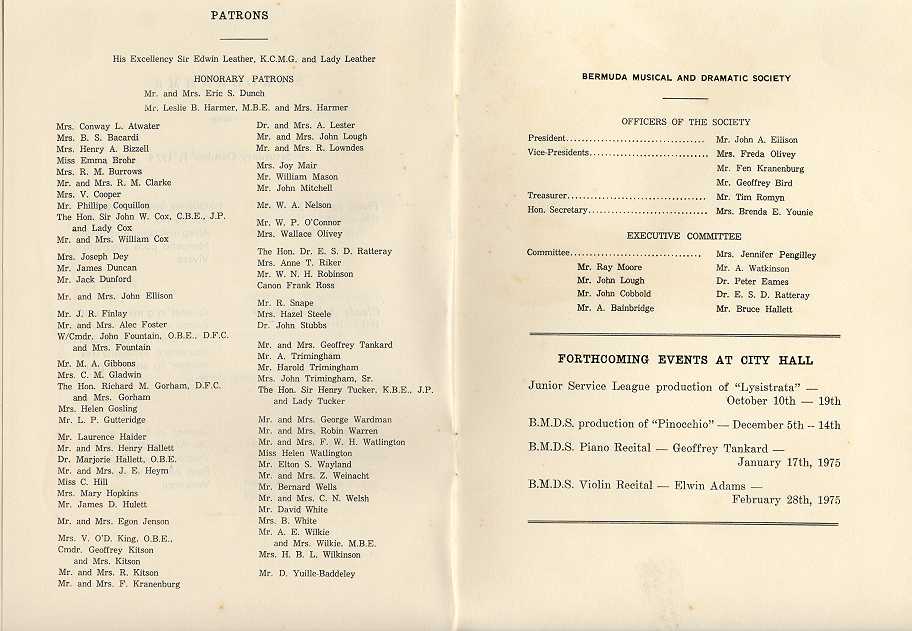 PATRONS
His Excellency Sir Edwin Leather, K.C.M.G. and Lady Leather
HONORARY PATRONS
Mr. and Mrs. Eric S. Dunch
Mr. Leslie B. Harmer, M.B.E. and Mrs. Harmer
Mrs. Conway L. Atwater
Mrs. B. S. Bacardi
Mrs. Henry A. Bizzell
Miss Emma Brohr
Mrs. R. M. Burrows
Mr. and Mrs. R. M. Clarke
Mrs. V. Cooper
Mr. Phillipe Coquillon
The Hon. Sir John W. Cox, C.B.E., J.P.
and Lady Cox
Mr. and Mrs. William Cox
Mrs. Joseph Dey
Mr. James Duncan
Mr. Jack Dunford
Mr. and Mrs. John Ellison
Mr. J. R. Finlay
Mr. and Mrs. Alec Foster
W/Cmdr. John Fountain, O.B.E., D.F.C.
and Mrs. Fountain
Mr. M. A. Gibbons
Mrs. C. M. Gladwin
The Hon. Richard M. Gorham, D.F.C.
and Mrs. Gorham
Mrs. Helen Gosling
Mr. L. P. Gutteridge
Mr. Laurence Haider
Mr. and Mrs. Henry Hallett
Dr. Marjorie Hallett, O.B.E.
Mr. and Mrs. J. E. Heym
Miss C. Hill
Mrs. Mary Hopkins
Mr. James D. Hulett
Mr. and Mrs. Egon Jenson
Mrs. V. O'D. King, O.B.E.,
Cmdr. Geoffrey Kitson
and Mrs. Kitson
Mr. and Mrs. R. Kitson
Mr. and Mrs. F. Kranenburg
Dr. and Mrs. A. Lester
Mr. and Mrs. John Lough
Mr. and Mrs. R. Lowndes
Mrs. Joy Mair
Mr. William Mason
Mr. John Mitchell
Mr. W. A. Nelson
Mr. W. P. O'Connor
Mrs. Wallace Olivey
The Hon. Dr. E. S. D. Ratteray
Mrs. Anne T. Riker
Mr. W. N. H. Robinson
Canon Frank Ross
Mr. R. Snape
Mrs. Hazel Steele
Dr. John Stubbs
Mr. and Mrs. Geoffrey Tankard
Mr. A. Trimingham
Mr. Harold Trimingham
Mrs. John Trimingham, Sr.
The Hon. Sir Henry Tucker, K.B.E., J.P.
and Lady Tucker
Mr. and Mrs. George Wardman
Mr. and Mrs. Robin Warren
Mr. and Mrs. F. W. H. Watlington
Miss Helen Watlington
Mr. Elton S. Wayland
Mr. and Mrs. Z. Weinacht
Mr. Bernard Wells
Mr. and Mrs. C. N. Welsh
Mr. David White
Mrs. B. White
Mr. A. E. Wilkie
and Mrs. Wilkie, M.B.E.
Mrs. H. B. L. Wilkinson
Mr. D. Yuille-Baddeley
BERMUDA MUSICAL AND DRAMATIC SOCIETY
OFFICERS OF THE SOCIETY
President.................................. Mr. John A. Ellison
Vice-Presidents............................. Mrs. Freda Olivey
Mr. Fen Kranenburg
Mr. Geoffrey Bird
Treasurer.................................. Mr. Tim Romyn
Hon. Secretary............................. Mrs. Brenda E. Younie
EXECUTIVE COMMITTEE
Committee................................ Mrs. Jennifer Pengilley
Mr. Ray Moore Mr. A. Watkinson
Mr. John Lough Dr. Peter Eames
Mr. John Cobbold Dr. E. S. D. Ratteray
Mr. A. Bainbridge Mr. Bruce Hallett
FORTHCOMING EVENTS AT CITY HALL
Junior Service League production of "Lysistrata" —
October 10th — 19th
B.M.D.S. production of "Pinocchio" — December 5th -- 14th
B.M.D.S. Piano Recital — Geoffrey Tankard —
January 17th, 1975
B.M.D.S. Violin Recital — Elwin Adams —
February 28th, 1975